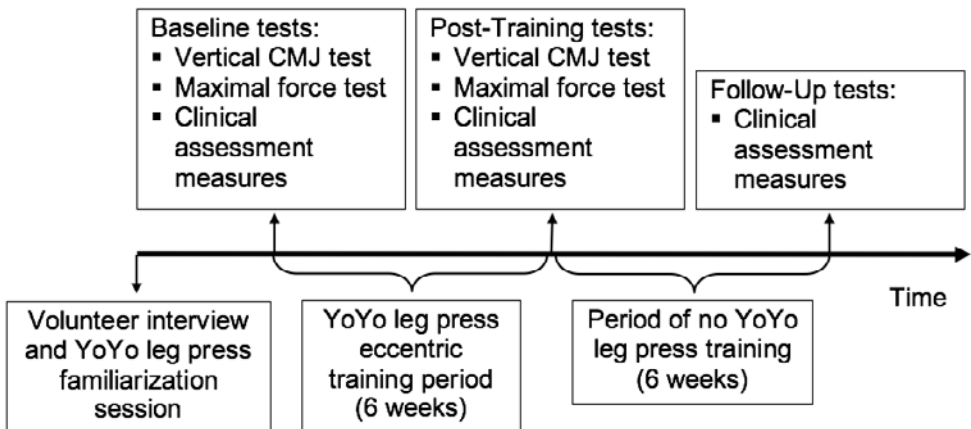 Baseline tests:
▪ Vertical CMJ test
▪ Maximal force test
▪ Clinical
assessment
measures
Post-Training tests:
▪ Vertical CMJ test
▪ Maximal force test
▪ Clinical
assessment
measures
Follow-Up tests:
▪ Clinical
assessment
measures
Time
Volunteer interview
and YoYo leg press
familiarization
session
YoYo leg press
eccentric
training period
(6 weeks)
Period of no YoYo
leg press training
(6 weeks)